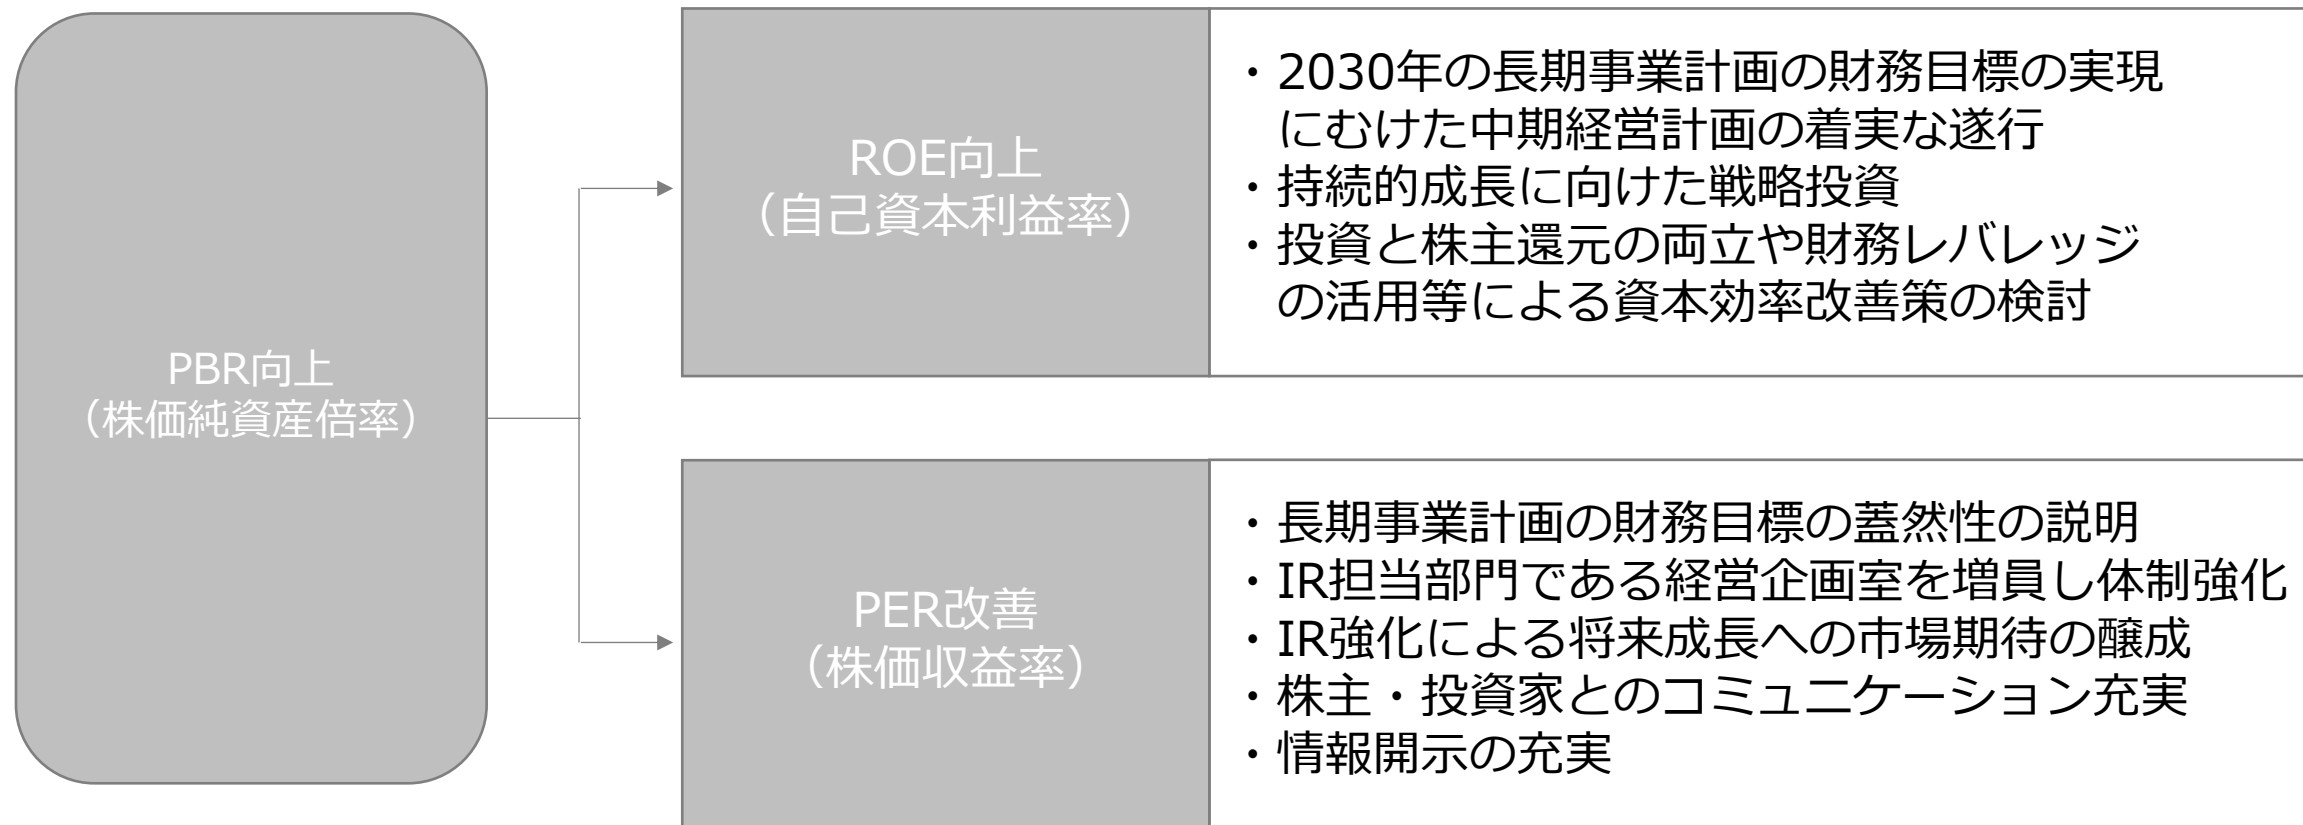 PBR向上
（株価純資産倍率）
ROE向上
（自己資本利益率）
・2030年の長期事業計画の財務目標の実現
にむけた中期経営計画の着実な遂行
・持続的成長に向けた戦略投資
・投資と株主還元の両立や財務レバレッジ
の活用等による資本効率改善策の検討
PER改善
（株価収益率）
・長期事業計画の財務目標の蓋然性の説明
・IR担当部門である経営企画室を増員し体制強化
・IR強化による将来成長への市場期待の醸成
・株主・投資家とのコミュニケーション充実
・情報開示の充実